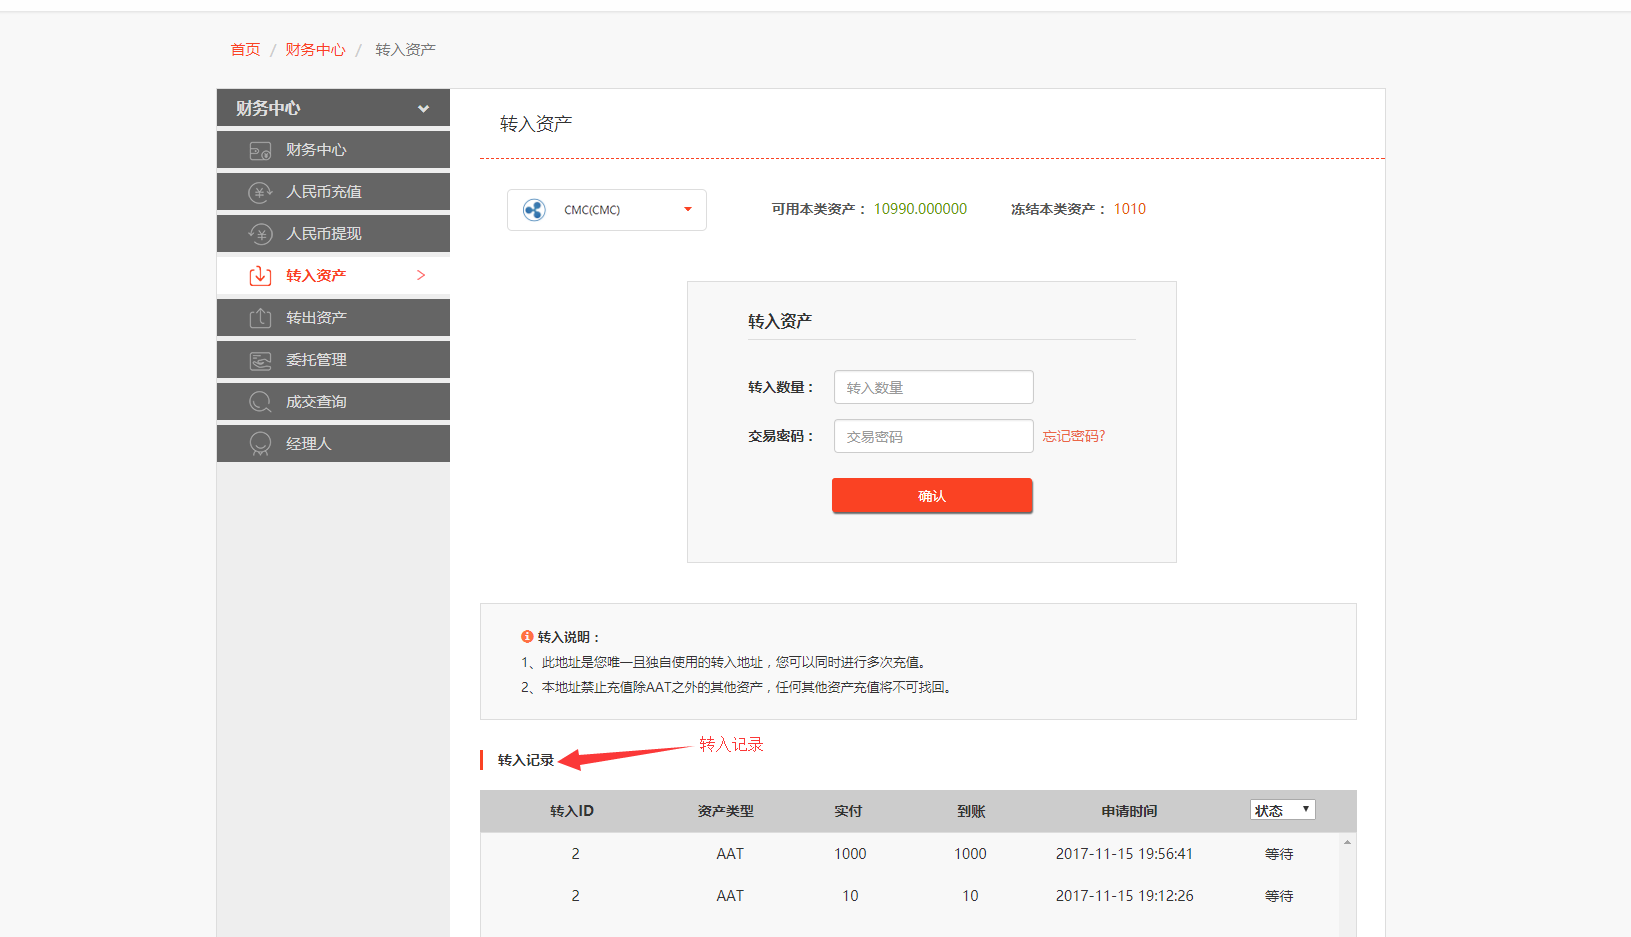 首页 / 财务中心 / 转入资产
财务中心
财务中心
人民币充值
人民币提现
转入资产
转出资产
委托管理
成交查询
经理人
转入资产
CMC(CMC)
可用本类资产： 10990.000000
冻结本类资产： 1010
转入资产
转入数量： 转入数量
交易密码： 交易密码 忘记密码?
确认
转入说明：
1、此地址是您唯一且独自使用的转入地址，您可以同时进行多次充值。
2、本地址禁止充值除AAT之外的其他资产，任何其他资产充值将不可找回。
转入记录
转入记录
转入ID 资产类型 实付 到账 申请时间 状态
2 AAT 1000 1000 2017-11-15 19:56:41 等待
2 AAT 10 10 2017-11-15 19:12:26 等待